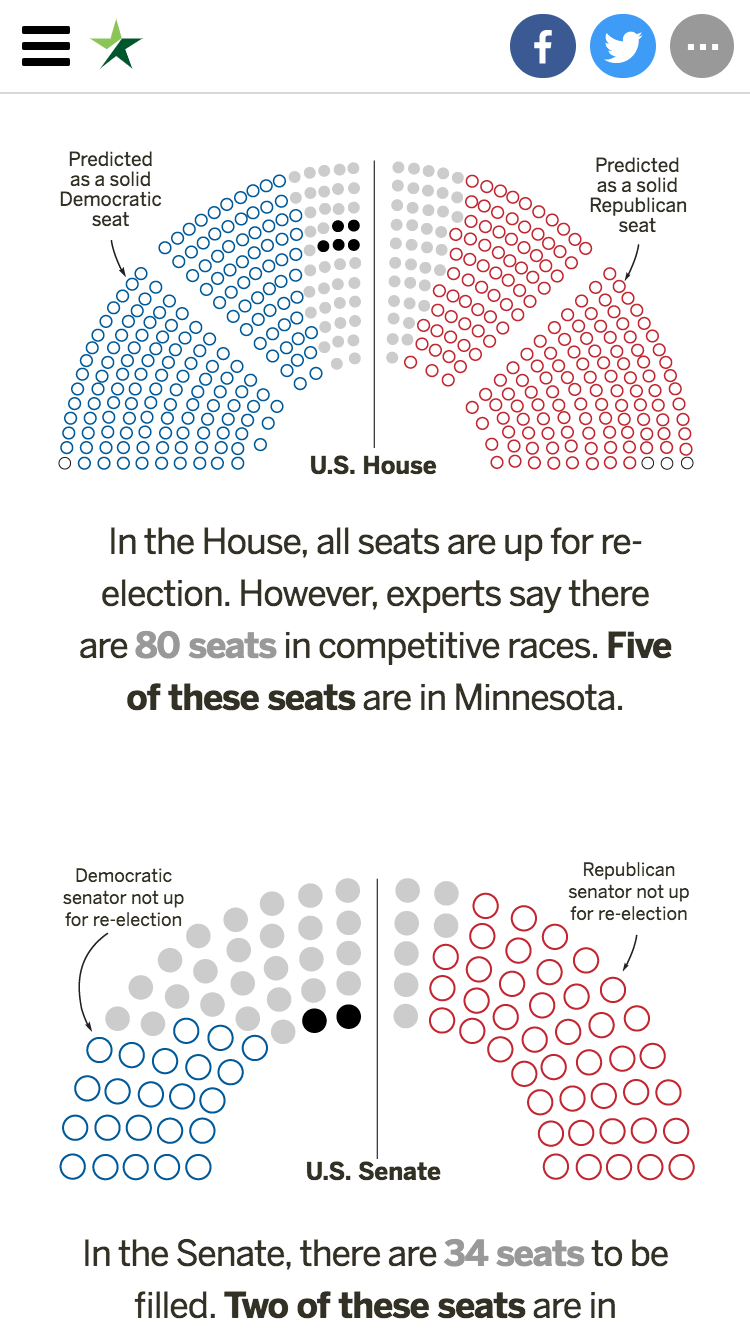 Predicted
as a solid
Democratic
seat
Predicted
as a solid
Republican
seat
U.S. House
In the House, all seats are up for re-
election. However, experts say there
are 80 seats in competitive races. Five
of these seats are in Minnesota.
Democratic
senator not up
for re-election
Republican
senator not up
for re-election
U.S. Senate
In the Senate, there are 34 seats to be
filled. Two of these seats are in